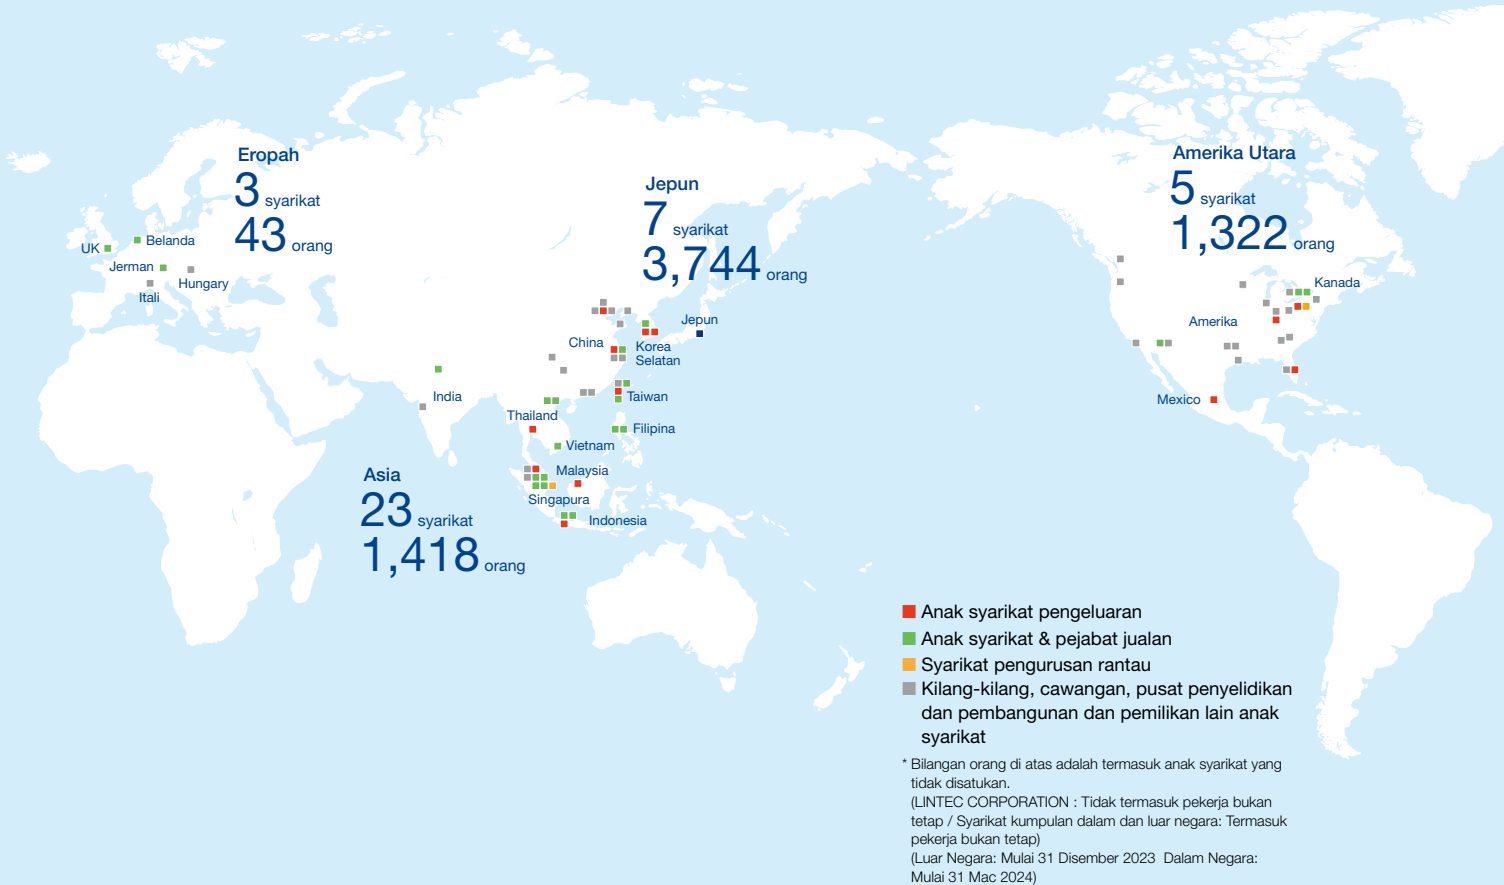 Eropah
3 syarikat
43 orang
UK
Belanda
Jerman
Itali
Hungary
Jepun
7 syarikat
3,744 orang
Jepun
China
Korea
Selatan
India
Taiwan
Thailand
Filipina
Vietnam
Malaysia
Singapura
Indonesia
Asia
23 syarikat
1,418 orang
Amerika Utara
5 syarikat
1,322 orang
Kanada
Amerika
Mexico
Anak syarikat pengeluaran
Anak syarikat & pejabat jualan
Syarikat pengurusan rantau
Kilang-kilang, cawangan, pusat penyelidikan
dan pembangunan dan pemilikan lain anak
syarikat
* Bilangan orang di atas adalah termasuk anak syarikat yang
tidak disatukan.
(LINTEC CORPORATION : Tidak termasuk pekerja bukan
tetap / Syarikat kumpulan dalam dan luar negara: Termasuk
pekerja bukan tetap)
(Luar Negara: Mulai 31 Disember 2023 Dalam Negara:
Mulai 31 Mac 2024)